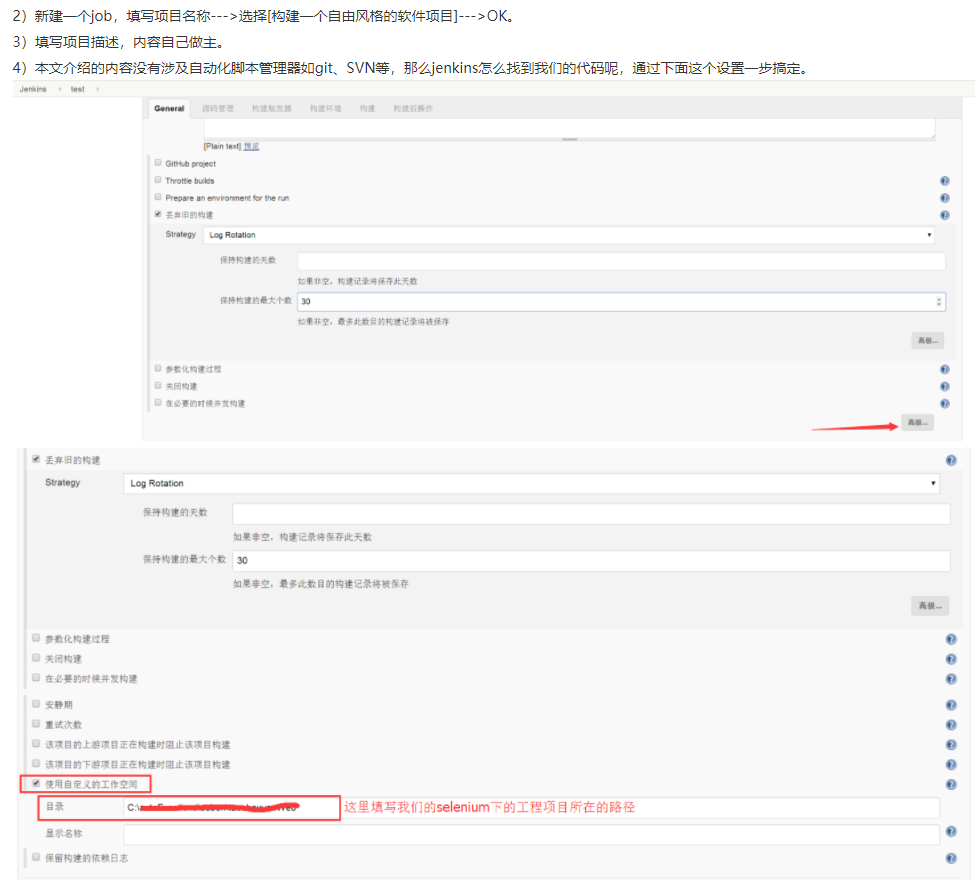 2）新建一个job，填写项目名称--->选择[构建一个自由风格的软件项目]--->OK。
3）填写项目描述，内容自己做主。
4）本文介绍的内容没有涉及自动化脚本管理器如git、SVN等，那么jenkins怎么找到我们的代码呢，通过下面这个设置一步搞定。
Jenkins test
General 源码管理 构建触发器 构建环境 构建 构建后操作
[Plain text] 预览
GitHub project
Throttle builds
Prepare an environment for the run
丢弃旧的构建
Strategy Log Rotation
保持构建的天数
如果非空，构建记录将保存此天数
保持构建的最大个数 30
如果非空，最多此数目的构建记录将被保存
高级...
参数化构建过程
关闭构建
在必要的时候并发构建
高级...
丢弃旧的构建
Strategy Log Rotation
保持构建的天数
如果非空，构建记录将保存此天数
保持构建的最大个数 30
如果非空，最多此数目的构建记录将被保存
高级...
参数化构建过程
关闭构建
在必要的时候并发构建
安静期
重试次数
该项目的上游项目正在构建时阻止该项目构建
该项目的下游项目正在构建时阻止该项目构建
使用自定义的工作空间
目录 C:\ 这里填写我们的selenium下的工程项目所在的路径
显示名称
保留构建的依赖日志